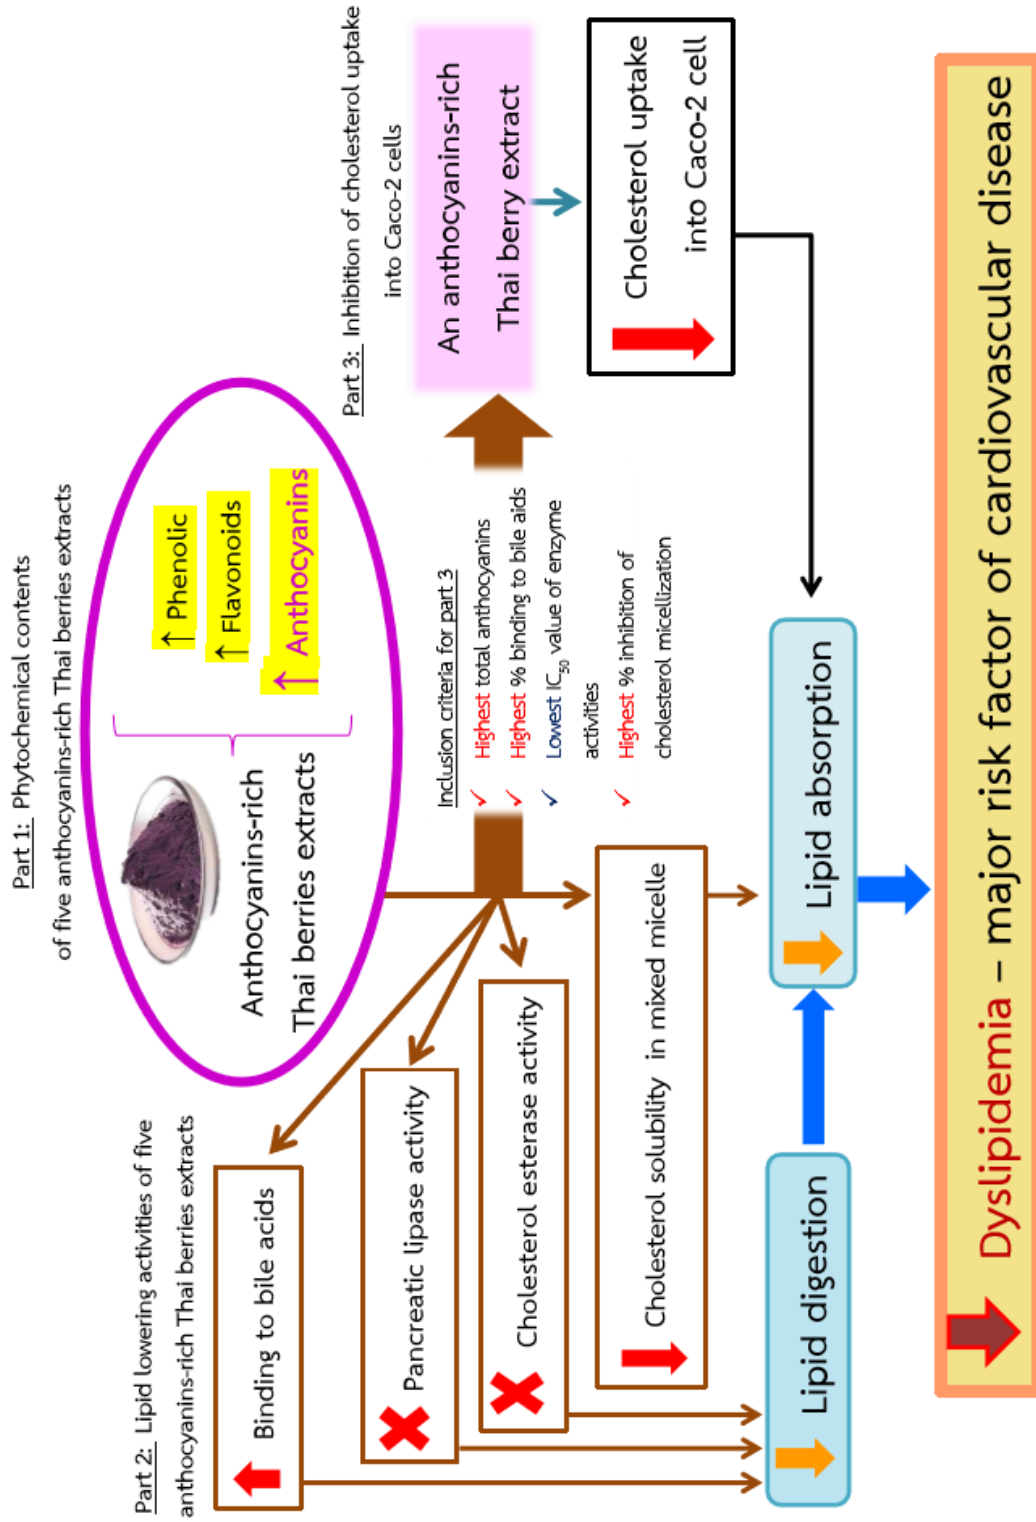 Part 1: Phytochemical contents
of five anthocyanins-rich Thai berries extracts
Anthocyanins-rich
Thai berries extracts
↑ Phenolic
↑ Flavonoids
↑ Anthocyanins
Part 2: Lipid lowering activities of five
anthocyanins-rich Thai berries extracts
Binding to bile acids
Pancreatic lipase activity
Cholesterol esterase activity
Cholesterol solubility in mixed micelle
Inclusion criteria for part 3
✓ Highest total anthocyanins
✓ Highest % binding to bile aids
✓ Lowest IC50 value of enzyme
activities
✓ Highest % inhibition of
cholesterol micellization
Part 3: Inhibition of cholesterol uptake
into Caco-2 cells
An anthocyanins-rich
Thai berry extract
Cholesterol uptake
into Caco-2 cell
Lipid digestion
Lipid absorption
Dyslipidemia – major risk factor of cardiovascular disease